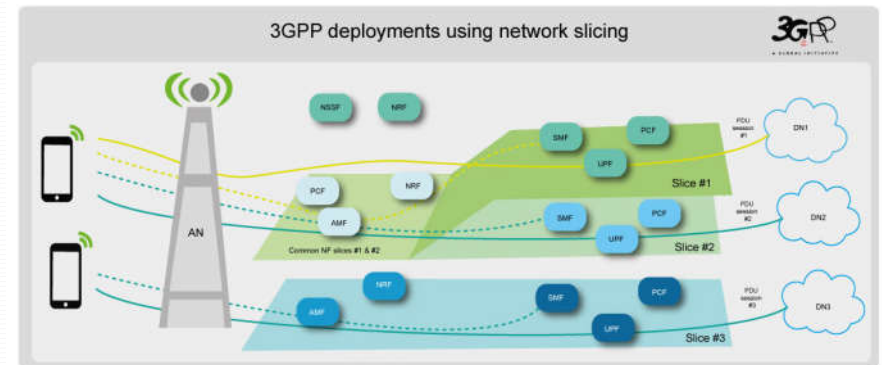 3GPP deployments using network slicing
3GPP
A GLOBAL INITIATIVE
NSSF
NRF
SMF
PCF
PDU
session
#1
DN1
UPF
PCF
NRF
Slice #1
AMF
AN
Common NF slices #1 & #2
SMF
PCF
UPF
Slice #2
PDU
session
#2
DN2
NRF
AMF
SMF
PCF
UPF
Slice #3
PDU
session
#3
DN3